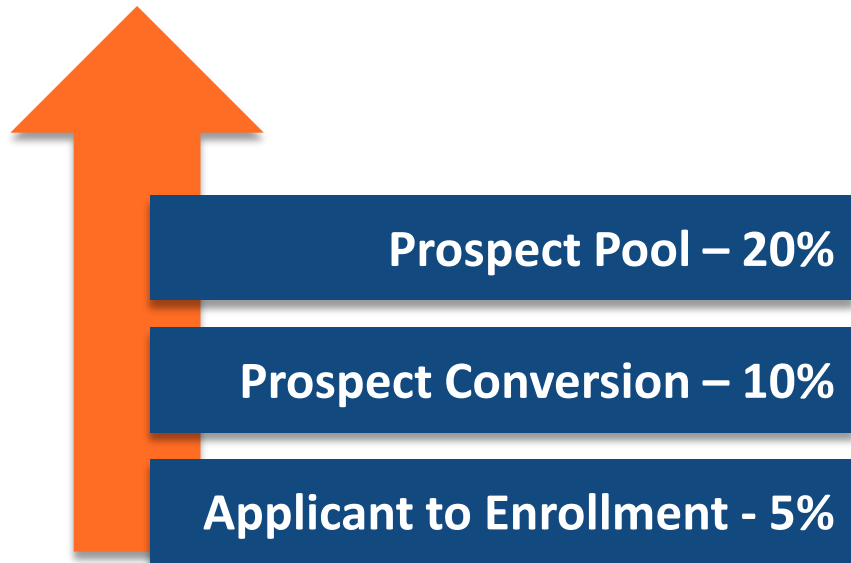 Prospect Pool – 20%
Prospect Conversion – 10%
Applicant to Enrollment - 5%